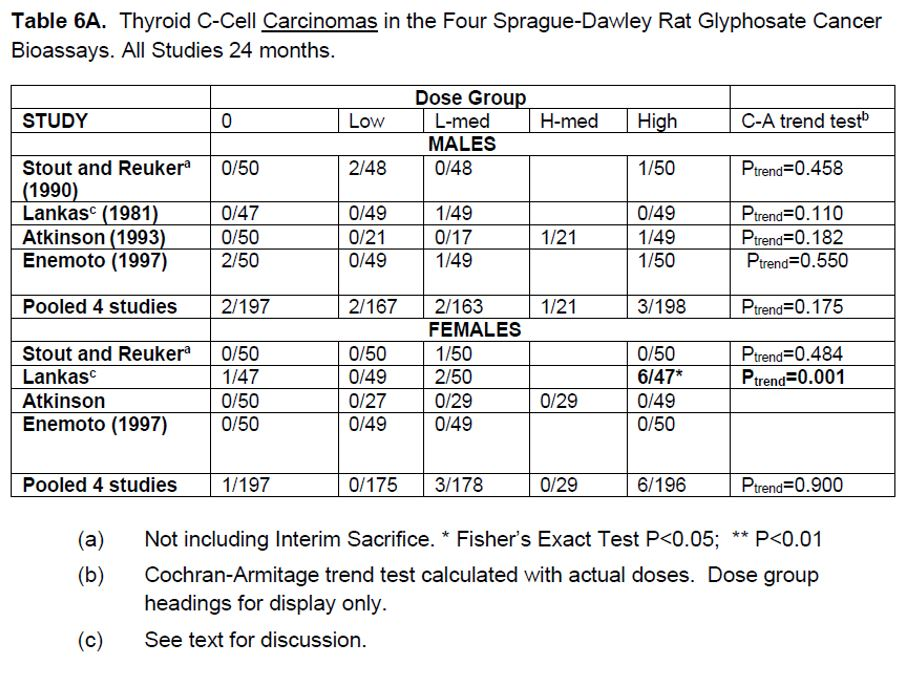 Table 6A. Thyroid C-Cell Carcinomas in the Four Sprague-Dawley Rat Glyphosate Cancer
Bioassays. All Studies 24 months.
Dose Group
STUDY 0 Low L-med H-med High C-A trend testᵇ
MALES
Stout and Reukerᵃ 0/50 2/48 0/48 1/50 Ptrend=0.458
(1990)
Lankasᶜ (1981) 0/47 0/49 1/49 0/49 Ptrend=0.110
Atkinson (1993) 0/50 0/21 0/17 1/21 1/49 Ptrend=0.182
Enemoto (1997) 2/50 0/49 1/49 1/50 Ptrend=0.550
Pooled 4 studies 2/197 2/167 2/163 1/21 3/198 Ptrend=0.175
FEMALES
Stout and Reukerᵃ 0/50 0/50 1/50 0/50 Ptrend=0.484
Lankasᶜ 1/47 0/49 2/50 6/47* Ptrend=0.001
Atkinson 0/50 0/27 0/29 0/29 0/49
Enemoto (1997) 0/50 0/49 0/49 0/50
Pooled 4 studies 1/197 0/175 3/178 0/29 6/196 Ptrend=0.900
(a) Not including Interim Sacrifice. * Fisher's Exact Test P<0.05; ** P<0.01
(b) Cochran-Armitage trend test calculated with actual doses. Dose group
headings for display only.
(c) See text for discussion.